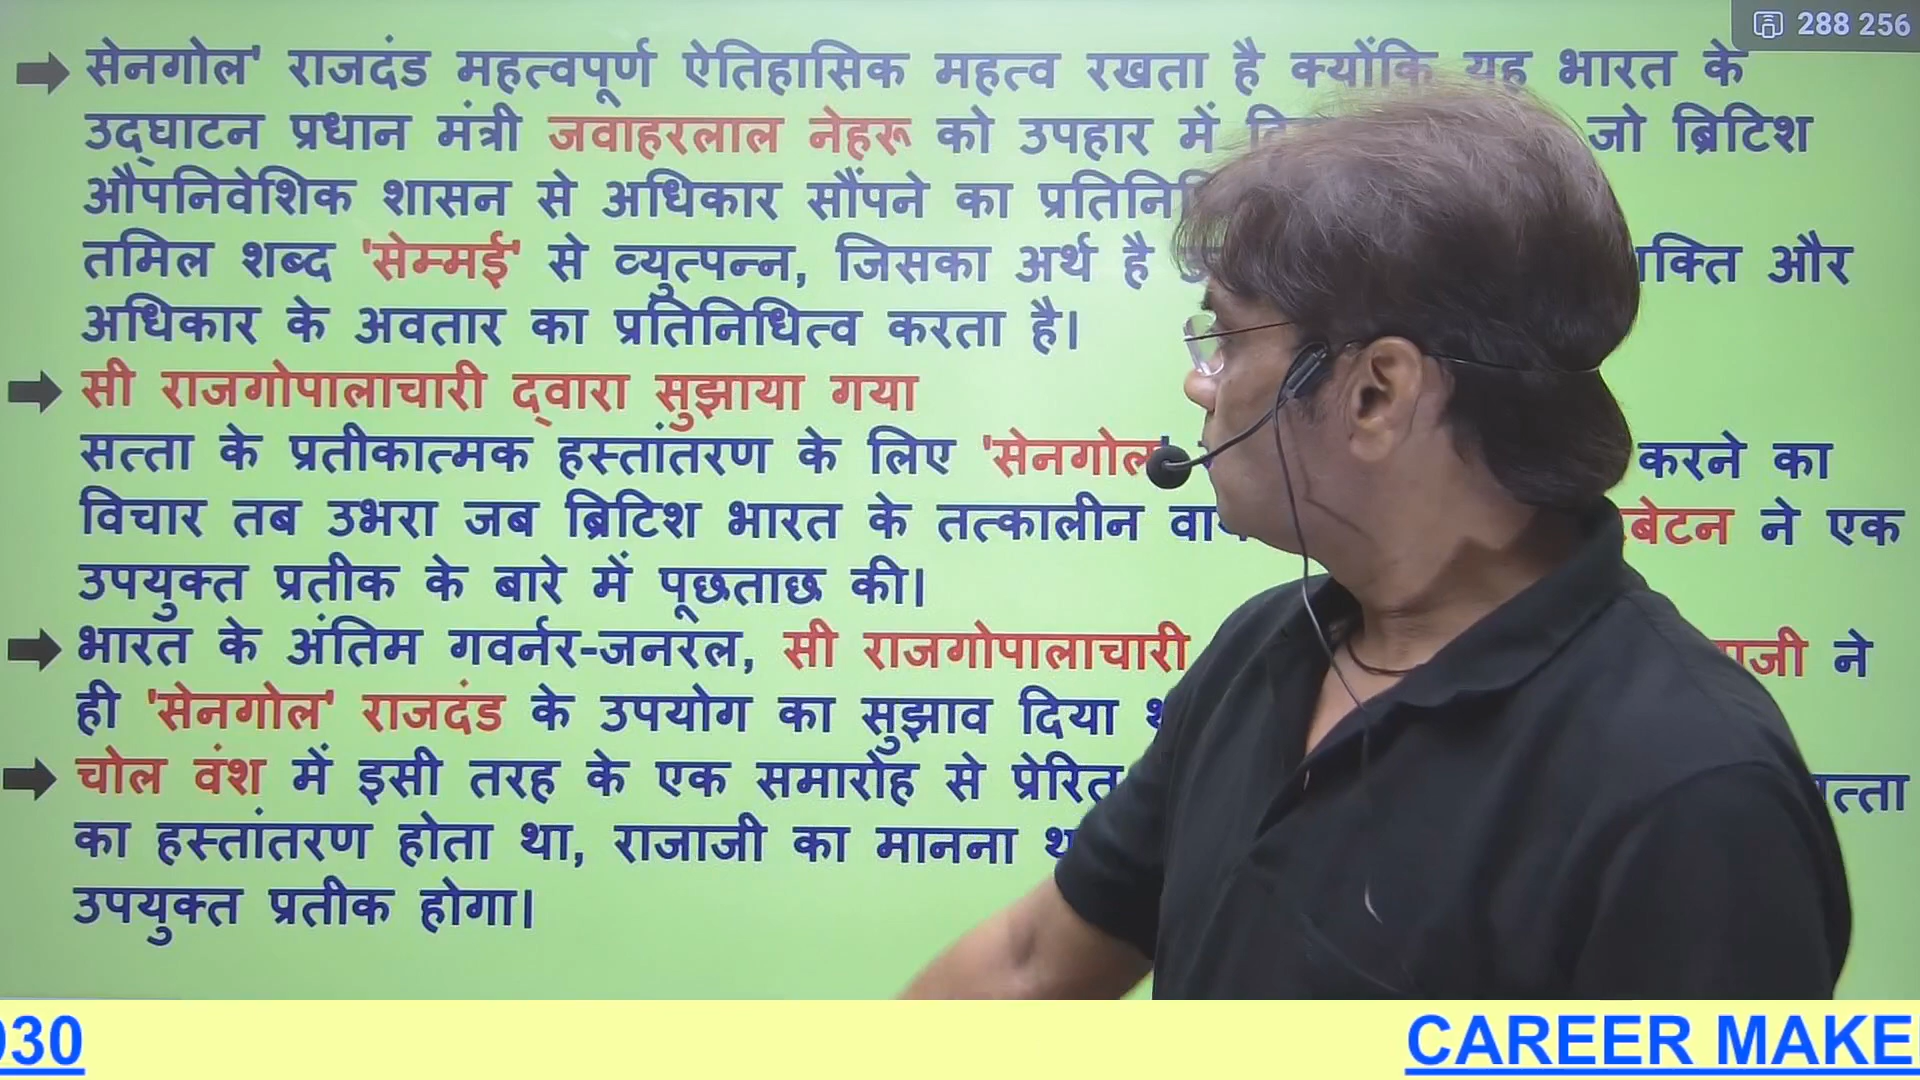 288 256
सेनगोल' राजदंड महत्वपूर्ण ऐतिहासिक महत्व रखता है क्योंकि यह भारत के
उद्घाटन प्रधान मंत्री जवाहरलाल नेहरू को उपहार में जो ब्रिटिश
औपनिवेशिक शासन से अधिकार सौंपने का
तमिल शब्द 'सेम्मई' से व्युत्पन्न, जिसका अर्थ है और
अधिकार के अवतार का प्रतिनिधित्व करता है।
सी राजगोपालाचारी द्वारा सुझाया गया
सत्ता के प्रतीकात्मक हस्तांतरण के लिए 'सेनगोल' करने का
विचार तब उभरा जब ब्रिटिश भारत के तत्कालीन ने एक
उपयुक्त प्रतीक के बारे में पूछताछ की।
भारत के अंतिम गवर्नर-जनरल, सी राजगोपालाचारी ने
ही 'सेनगोल' राजदंड के उपयोग का सुझाव दिया
चोल वंश में इसी तरह के एक समारोह से प्रेरित
का हस्तांतरण होता था, राजाजी का मानना
उपयुक्त प्रतीक होगा।
030
CAREER MAKE